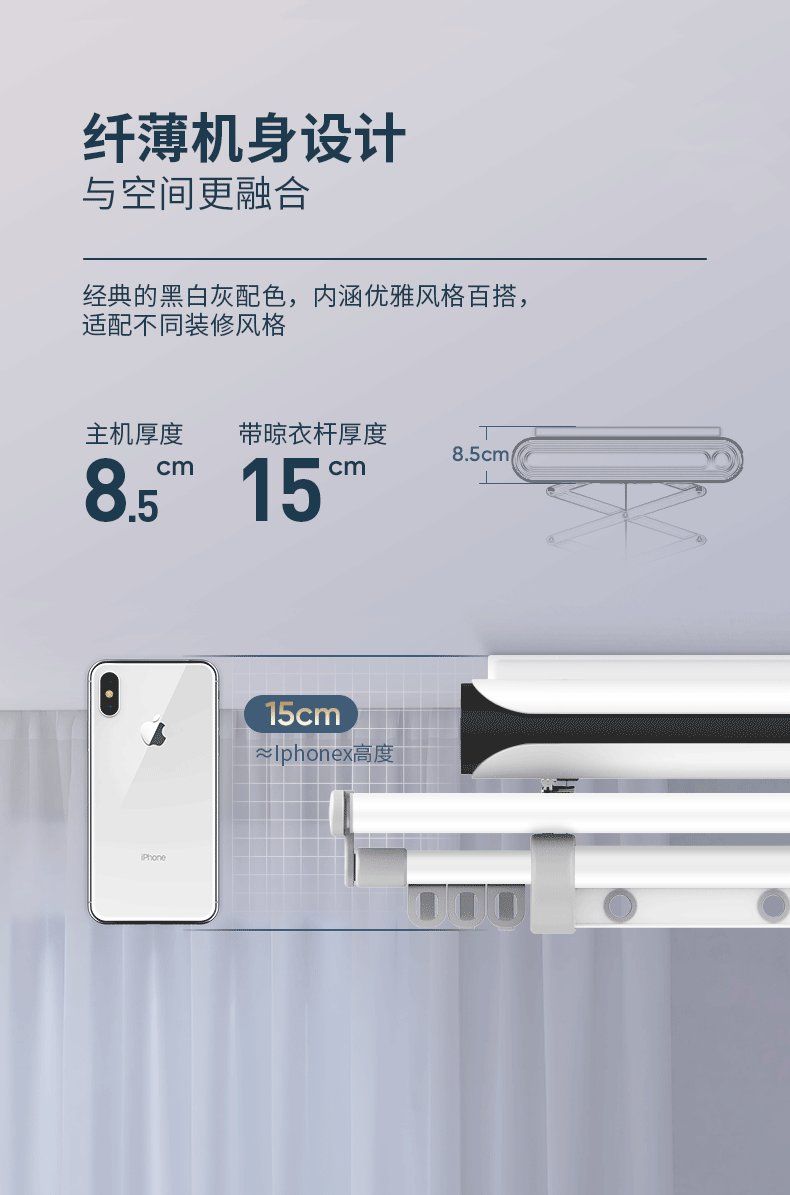 纤薄机身设计
与空间更融合
经典的黑白灰配色，内涵优雅风格百搭，
适配不同装修风格
主机厚度
8.5cm
带晾衣杆厚度
15cm
8.5cm
15cm
≈Iphonex高度
iPhone